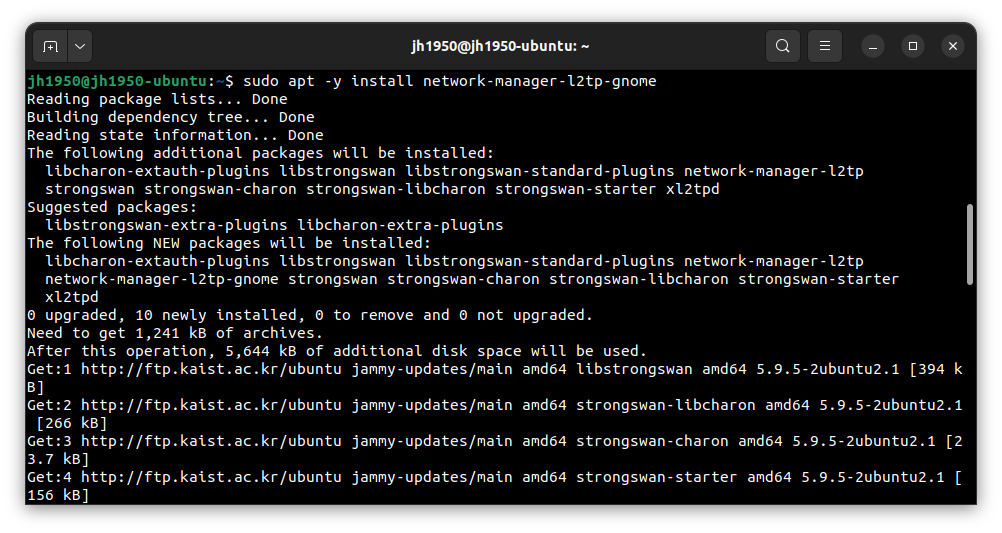 jh1950@jh1950-ubuntu: ~
jh1950@jh1950-ubuntu:~$ sudo apt -y install network-manager-l2tp-gnome
Reading package lists... Done
Building dependency tree... Done
Reading state information... Done
The following additional packages will be installed:
  libcharon-extauth-plugins libstrongswan libstrongswan-standard-plugins network-manager-l2tp
  strongswan strongswan-charon strongswan-libcharon strongswan-starter xl2tpd
Suggested packages:
  libstrongswan-extra-plugins libcharon-extra-plugins
The following NEW packages will be installed:
  libcharon-extauth-plugins libstrongswan libstrongswan-standard-plugins network-manager-l2tp
  network-manager-l2tp-gnome strongswan strongswan-charon strongswan-libcharon strongswan-starter
  xl2tpd
0 upgraded, 10 newly installed, 0 to remove and 0 not upgraded.
Need to get 1,241 kB of archives.
After this operation, 5,644 kB of additional disk space will be used.
Get:1 http://ftp.kaist.ac.kr/ubuntu jammy-updates/main amd64 libstrongswan amd64 5.9.5-2ubuntu2.1 [394 k
B]
Get:2 http://ftp.kaist.ac.kr/ubuntu jammy-updates/main amd64 strongswan-libcharon amd64 5.9.5-2ubuntu2.1
 [266 kB]
Get:3 http://ftp.kaist.ac.kr/ubuntu jammy-updates/main amd64 strongswan-charon amd64 5.9.5-2ubuntu2.1 [2
3.7 kB]
Get:4 http://ftp.kaist.ac.kr/ubuntu jammy-updates/main amd64 strongswan-starter amd64 5.9.5-2ubuntu2.1 [
156 kB]